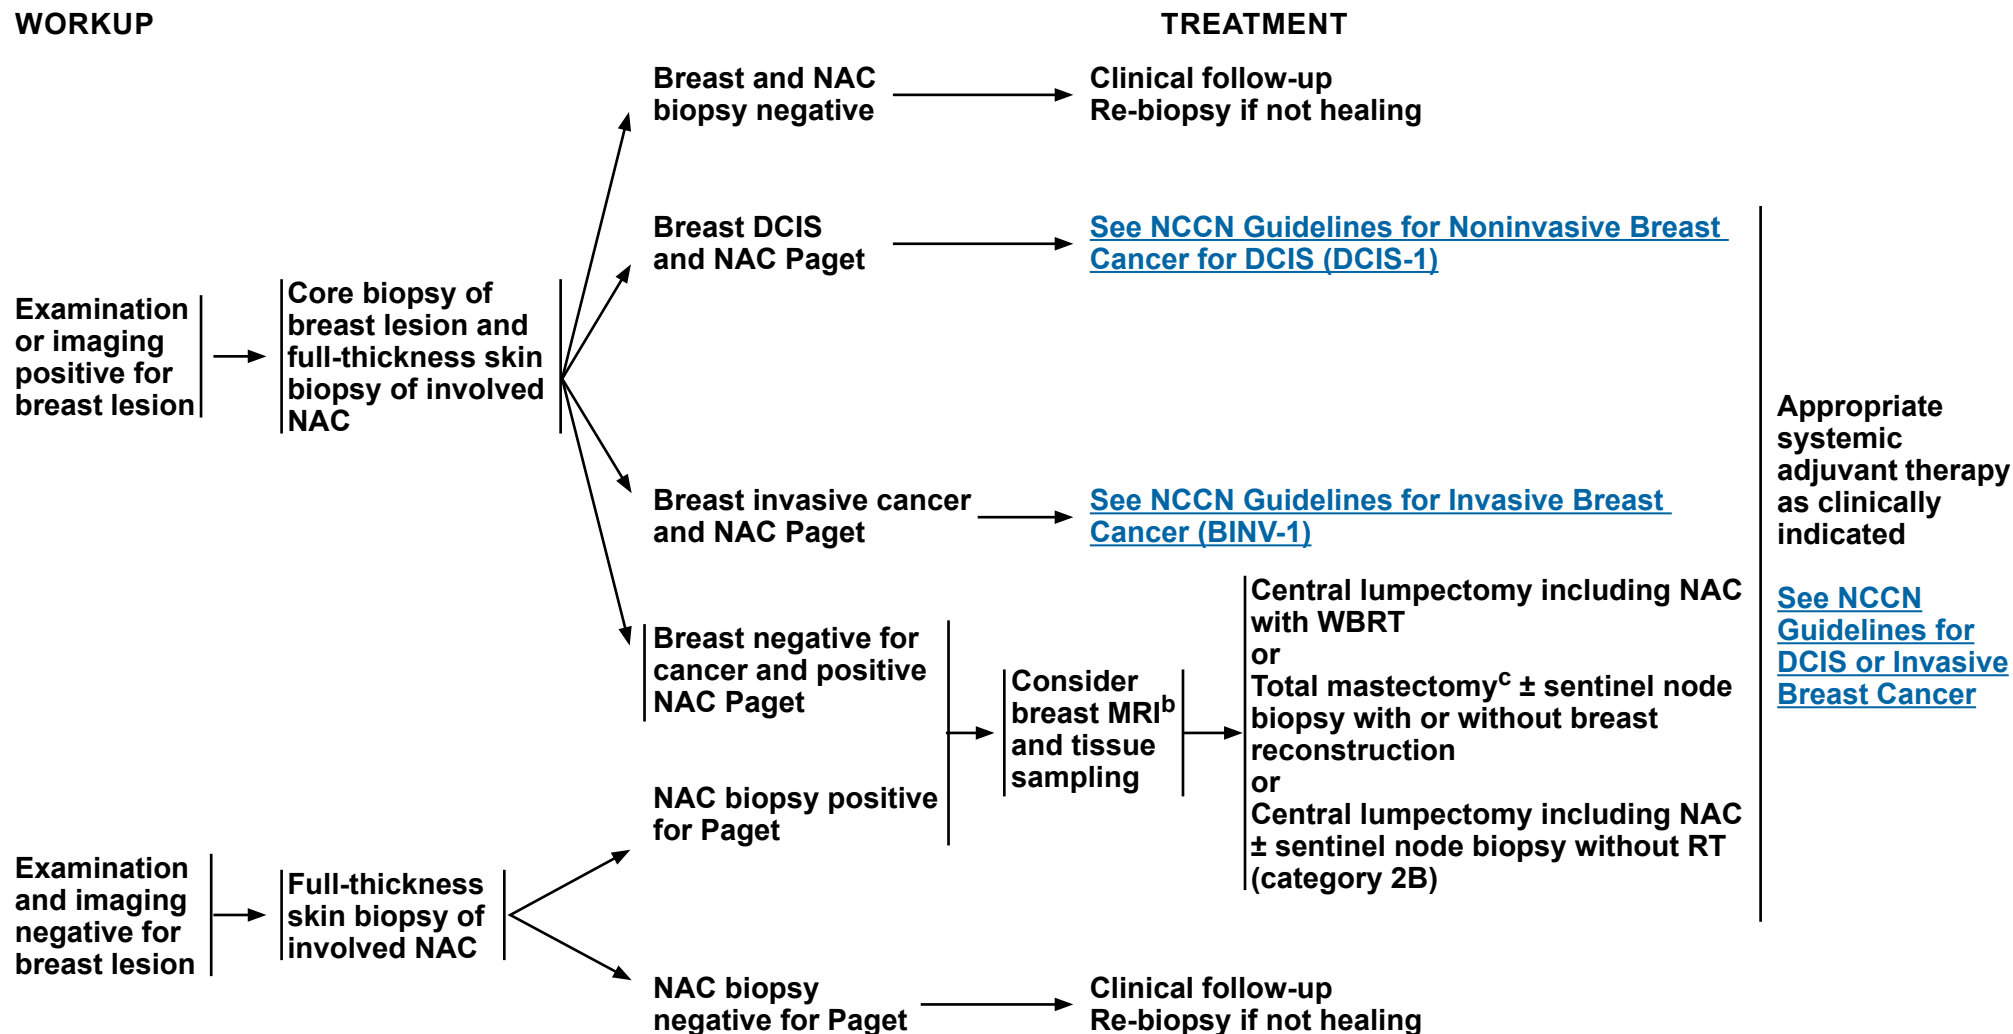 WORKUP
TREATMENT
Breast and NAC
biopsy negative
Clinical follow-up
Re-biopsy if not healing
Breast DCIS
and NAC Paget
See NCCN Guidelines for Noninvasive Breast
Cancer for DCIS (DCIS-1)
Examination
or imaging
positive for
breast lesion
Core biopsy of
breast lesion and
full-thickness skin
biopsy of involved
NAC
Breast invasive cancer
and NAC Paget
See NCCN Guidelines for Invasive Breast
Cancer (BINV-1)
Breast negative for
cancer and positive
NAC Paget
NAC biopsy positive
for Paget
Consider
breast MRIᵇ
and tissue
sampling
Central lumpectomy including NAC
with WBRT
or
Total mastectomyᶜ ± sentinel node
biopsy with or without breast
reconstruction
or
Central lumpectomy including NAC
± sentinel node biopsy without RT
(category 2B)
Appropriate
systemic
adjuvant therapy
as clinically
indicated
See NCCN
Guidelines for
DCIS or Invasive
Breast Cancer
Examination
and imaging
negative for
breast lesion
Full-thickness
skin biopsy of
involved NAC
NAC biopsy
negative for Paget
Clinical follow-up
Re-biopsy if not healing